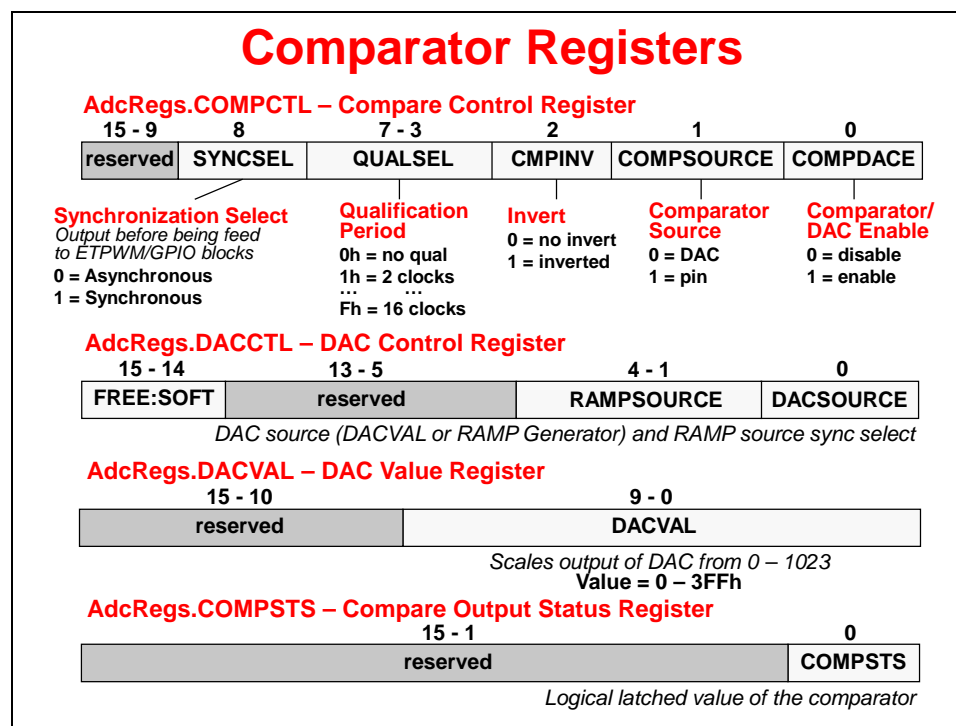 Comparator Registers
AdcRegs.COMPCTL – Compare Control Register
15 - 9 8 7 - 3 2 1 0
reserved SYNCSEL QUALSEL CMPINV COMPSOURCE COMPDACE
Synchronization Select
Output before being feed
to ETPWM/GPIO blocks
0 = Asynchronous
1 = Synchronous
Qualification
Period
0h = no qual
1h = 2 clocks
... ...
Fh = 16 clocks
Invert
0 = no invert
1 = inverted
Comparator
Source
0 = DAC
1 = pin
Comparator/
DAC Enable
0 = disable
1 = enable
AdcRegs.DACCTL – DAC Control Register
15 - 14 13 - 5 4 - 1 0
FREE:SOFT reserved RAMPSOURCE DACSOURCE
DAC source (DACVAL or RAMP Generator) and RAMP source sync select
AdcRegs.DACVAL – DAC Value Register
15 - 10 9 - 0
reserved DACVAL
Scales output of DAC from 0 – 1023
Value = 0 – 3FFh
AdcRegs.COMPSTS – Compare Output Status Register
15 - 1 0
reserved COMPSTS
Logical latched value of the comparator